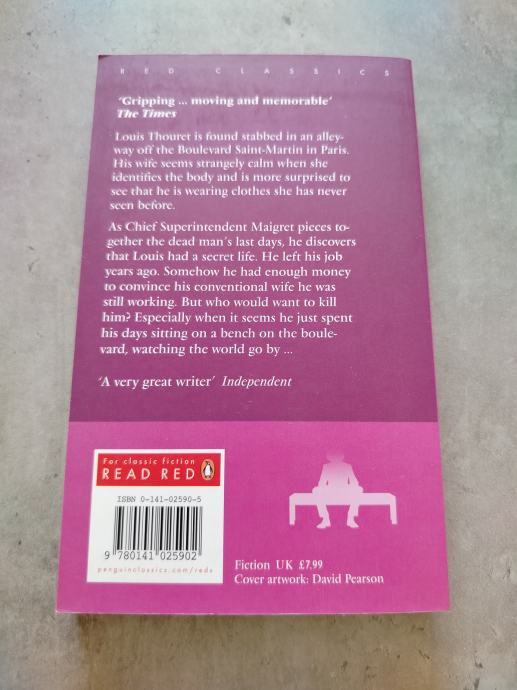 RED CLASSICS
'Gripping ... moving and memorable'
The Times
Louis Thouret is found stabbed in an alley-
way off the Boulevard Saint-Martin in Paris.
His wife seems strangely calm when she
identifies the body and is more surprised to
see that he is wearing clothes she has never
seen before.
As Chief Superintendent Maigret pieces to-
gether the dead man's last days, he discovers
that Louis had a secret life. He left his job
years ago. Somehow he had enough money
to convince his conventional wife he was
still working. But who would want to kill
him? Especially when it seems he just spent
his days sitting on a bench on the boule-
vard, watching the world go by ...
'A very great writer' Independent
For classic fiction
READ RED
ISBN 0-141-02590-5
9 780141 025902
penguinclassics.com/reds
Fiction UK £7.99
Cover artwork: David Pearson